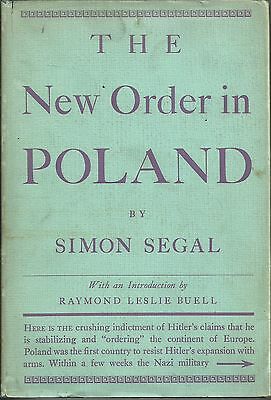 THE
New Order in
POLAND
BY
SIMON SEGAL
With an Introduction by
RAYMOND LESLIE BUELL
HERE IS THE crushing indictment of Hitler's claims that he
is stabilizing and "ordering" the continent of Europe.
Poland was the first country to resist Hitler's expansion with
arms. Within a few weeks the Nazi military